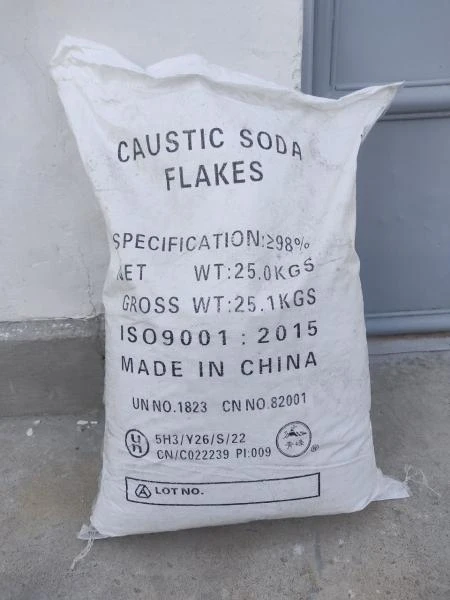 CAUSTIC SODA
FLAKES
SPECIFICATION:≥98%
NET WT:25.0KGS
GROSS WT:25.1KGS
ISO9001:2015
MADE IN CHINA
UN NO.1823 CN NO.82001
un 5H3/Y26/S/22
CN/C022239 PI:009
®
A LOT NO.